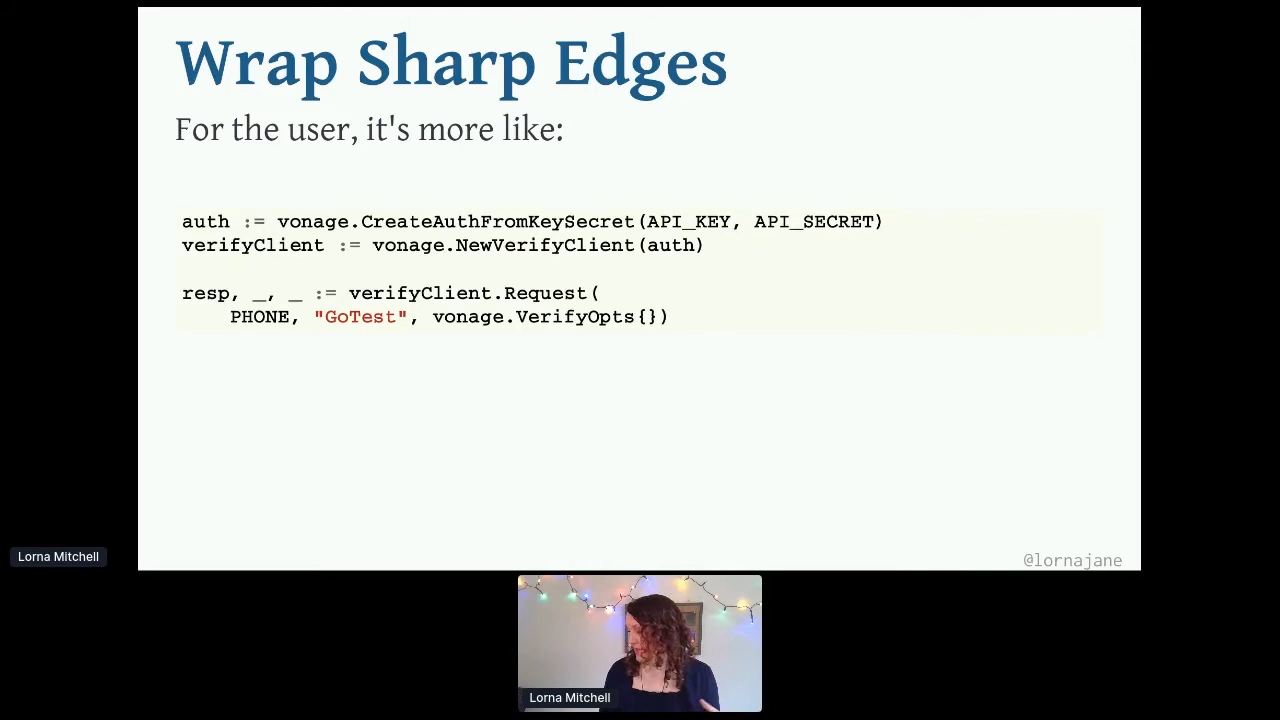 Wrap Sharp Edges
For the user, it's more like:
auth := vonage.CreateAuthFromKeySecret(API_KEY, API_SECRET)
verifyClient := vonage.NewVerifyClient(auth)
resp, _, _ := verifyClient.Request(
    PHONE, "GoTest", vonage.VerifyOpts{})
Lorna Mitchell
@lornajane
Lorna Mitchell